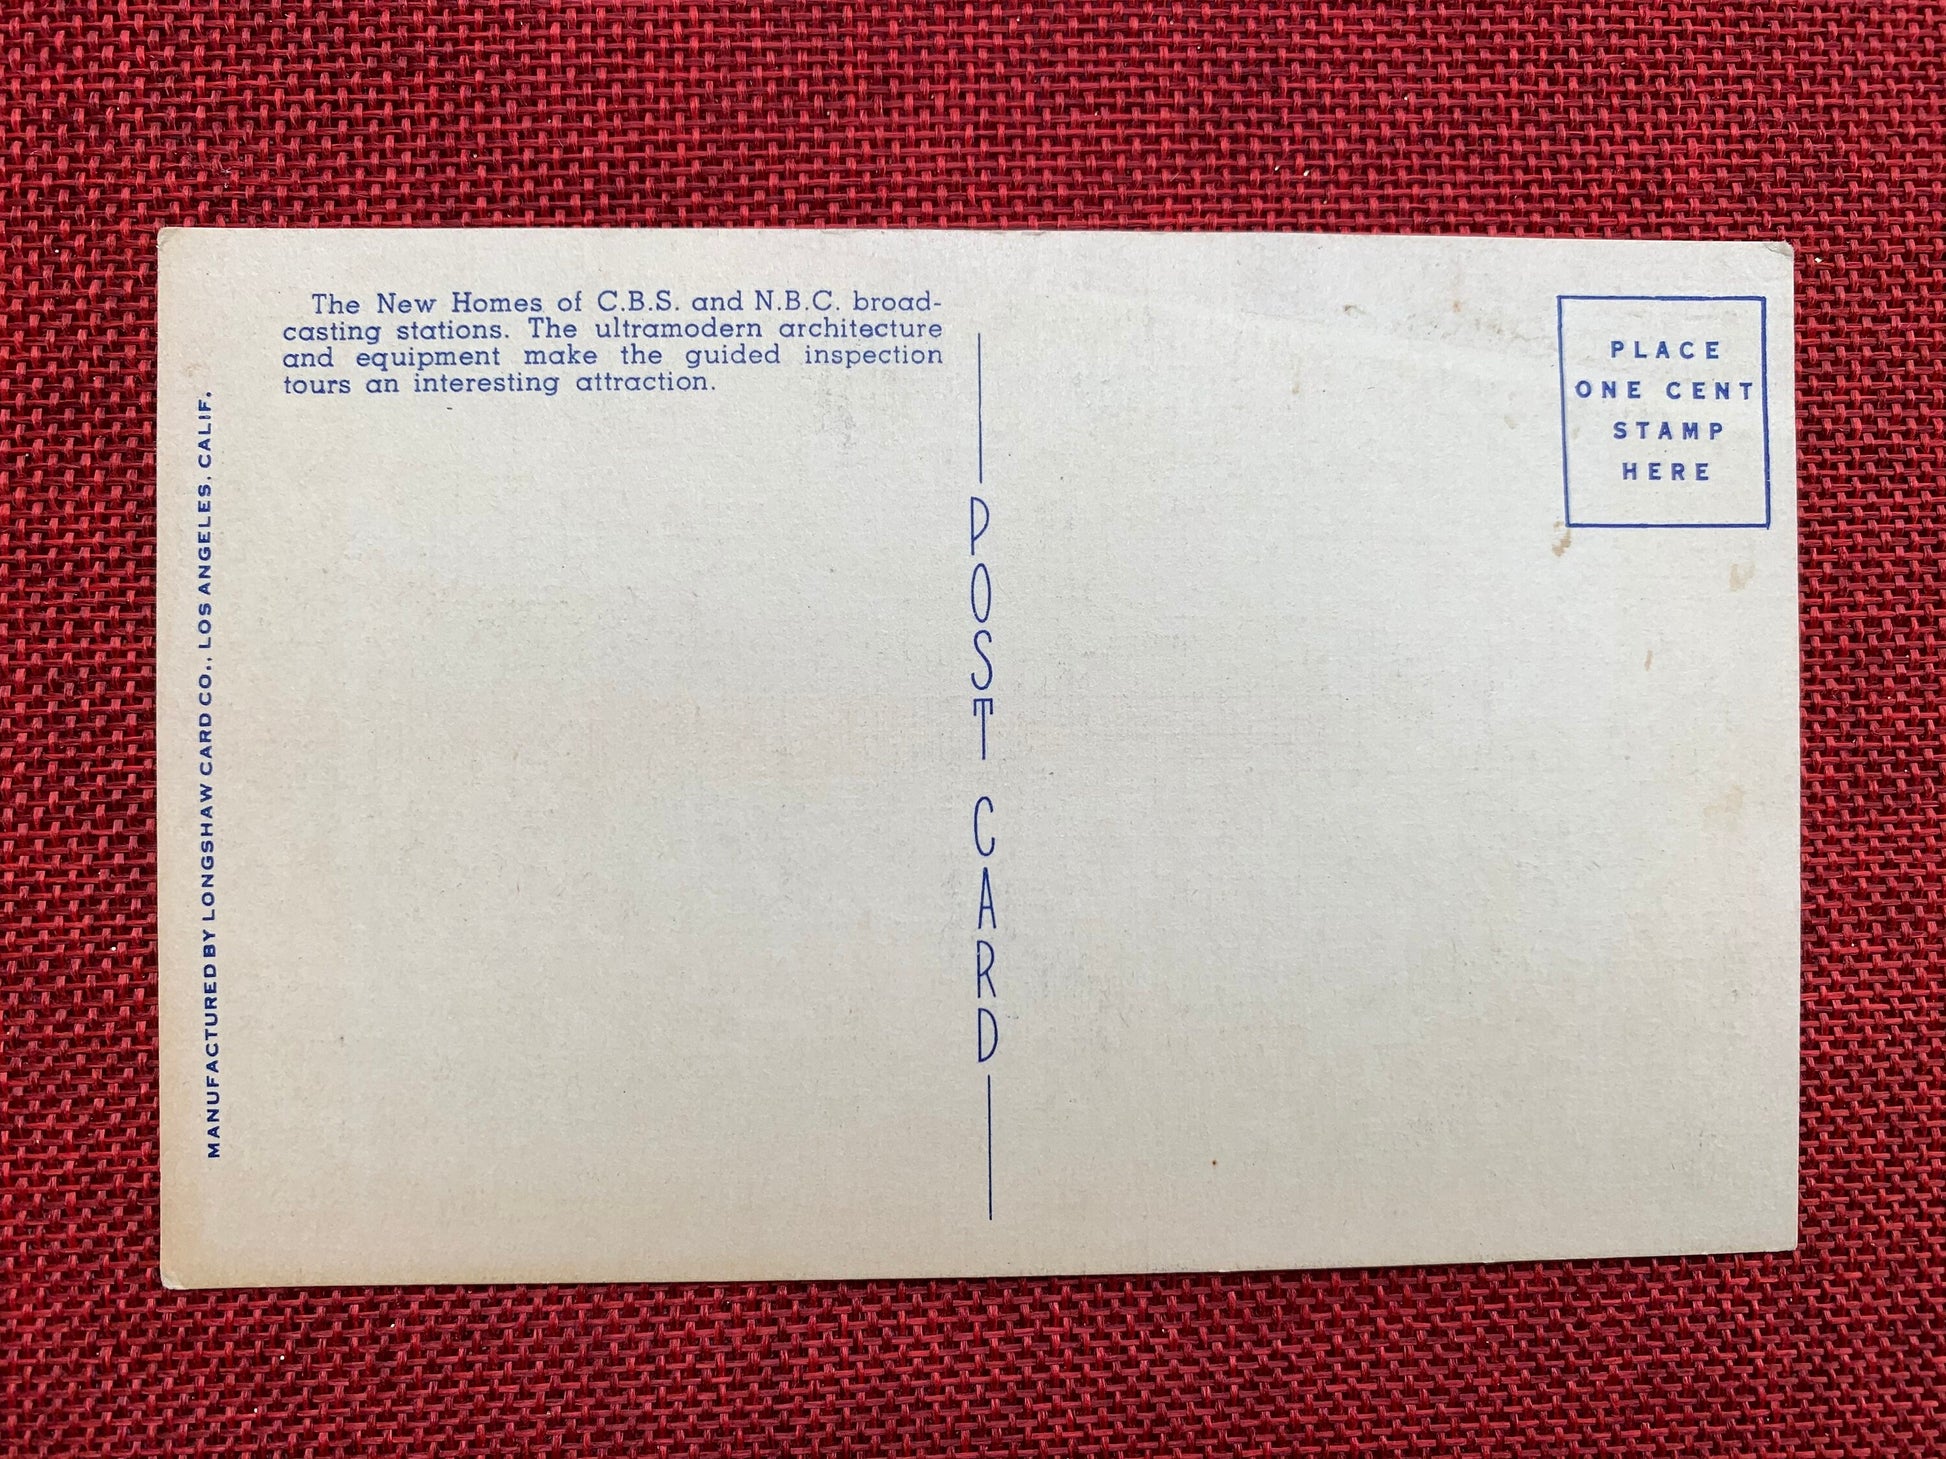 The New Homes of C.B.S. and N.B.C. broad-
casting stations. The ultramodern architecture
and equipment make the guided inspection
tours an interesting attraction.
MANUFACTURED BY LONGSHAW CARD CO., LOS ANGELES, CALIF.
POST CARD
PLACE
ONE CENT
STAMP
HERE